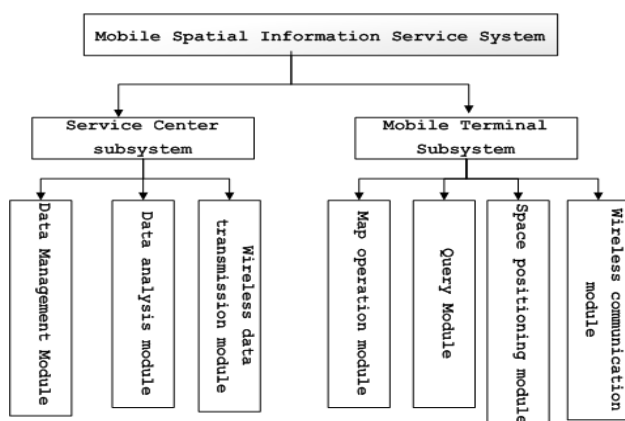 Mobile Spatial Information Service System
Service Center
subsystem
Mobile Terminal
Subsystem
Data Management Module
Data analysis module
Wireless data
transmission module
Map operation module
Query Module
Space positioning module
Wireless communication
module